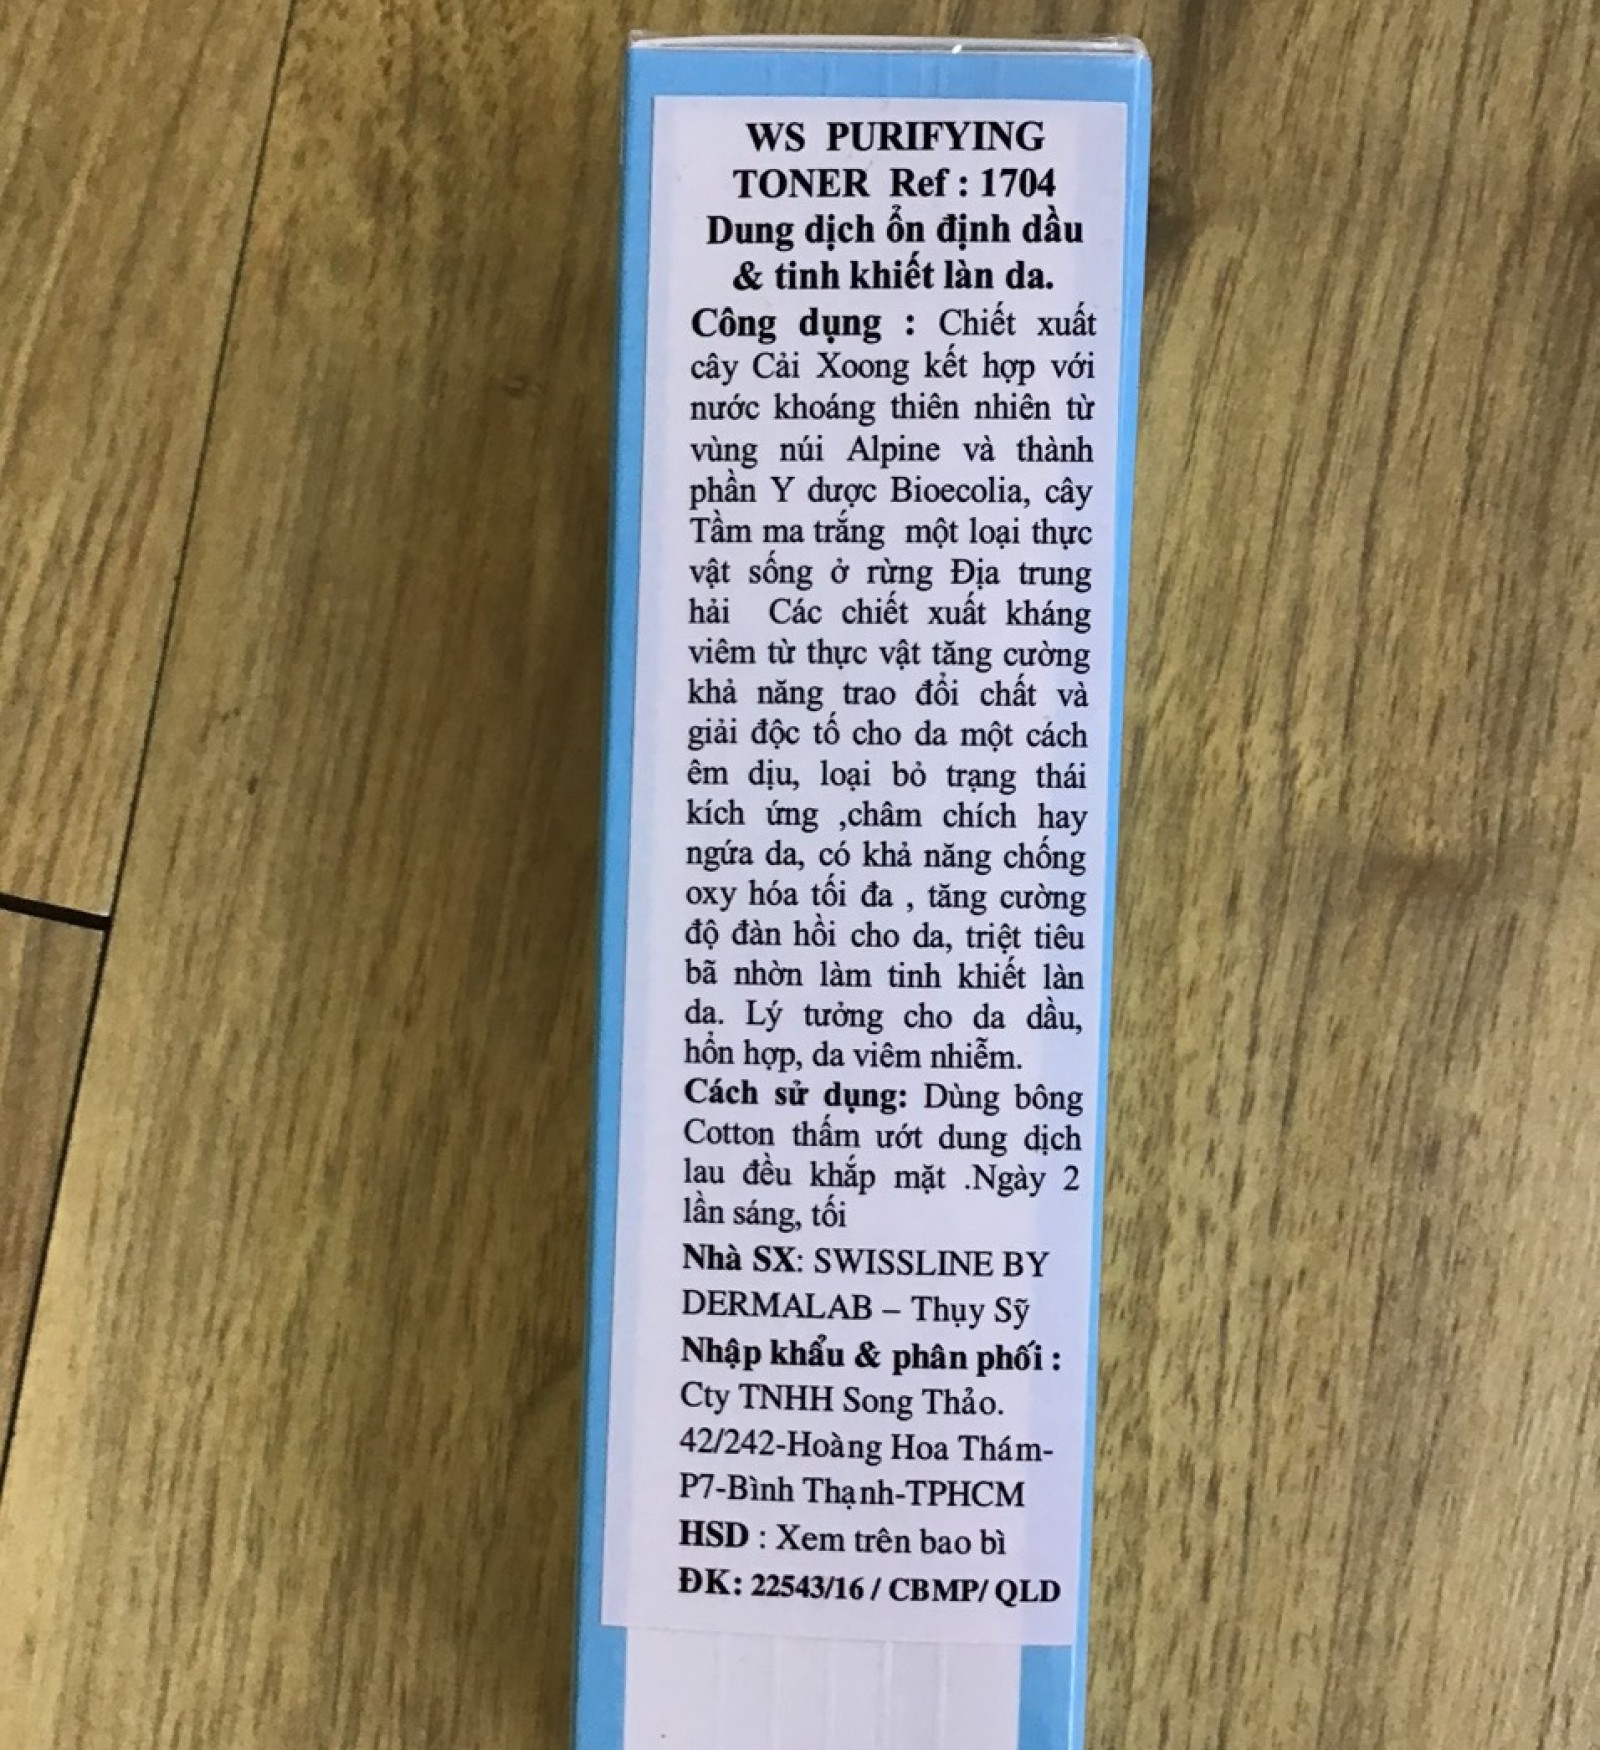 WS PURIFYING
TONER Ref : 1704
Dung dịch ổn định dầu
& tinh khiết làn da.
Công dụng : Chiết xuất
cây Cải Xoong kết hợp với
nước khoáng thiên nhiên từ
vùng núi Alpine và thành
phần Y dược Bioecolia, cây
Tầm ma trắng một loại thực
vật sống ở rừng Địa trung
hải Các chiết xuất kháng
viêm từ thực vật tăng cường
khả năng trao đổi chất và
giải độc tố cho da một cách
êm dịu, loại bỏ trạng thái
kích ứng ,châm chích hay
ngứa da, có khả năng chống
oxy hóa tối đa , tăng cường
độ đàn hồi cho da, triệt tiêu
bã nhờn làm tinh khiết làn
da. Lý tưởng cho da dầu,
hổn hợp, da viêm nhiễm.
Cách sử dụng: Dùng bông
Cotton thấm ướt dung dịch
lau đều khắp mặt .Ngày 2
lần sáng, tối
Nhà SX: SWISSLINE BY
DERMALAB – Thụy Sỹ
Nhập khẩu & phân phối :
Cty TNHH Song Thảo.
42/242-Hoàng Hoa Thám-
P7-Bình Thạnh-TPHCM
HSD : Xem trên bao bì
ĐK: 22543/16 / CBMP/ QLD